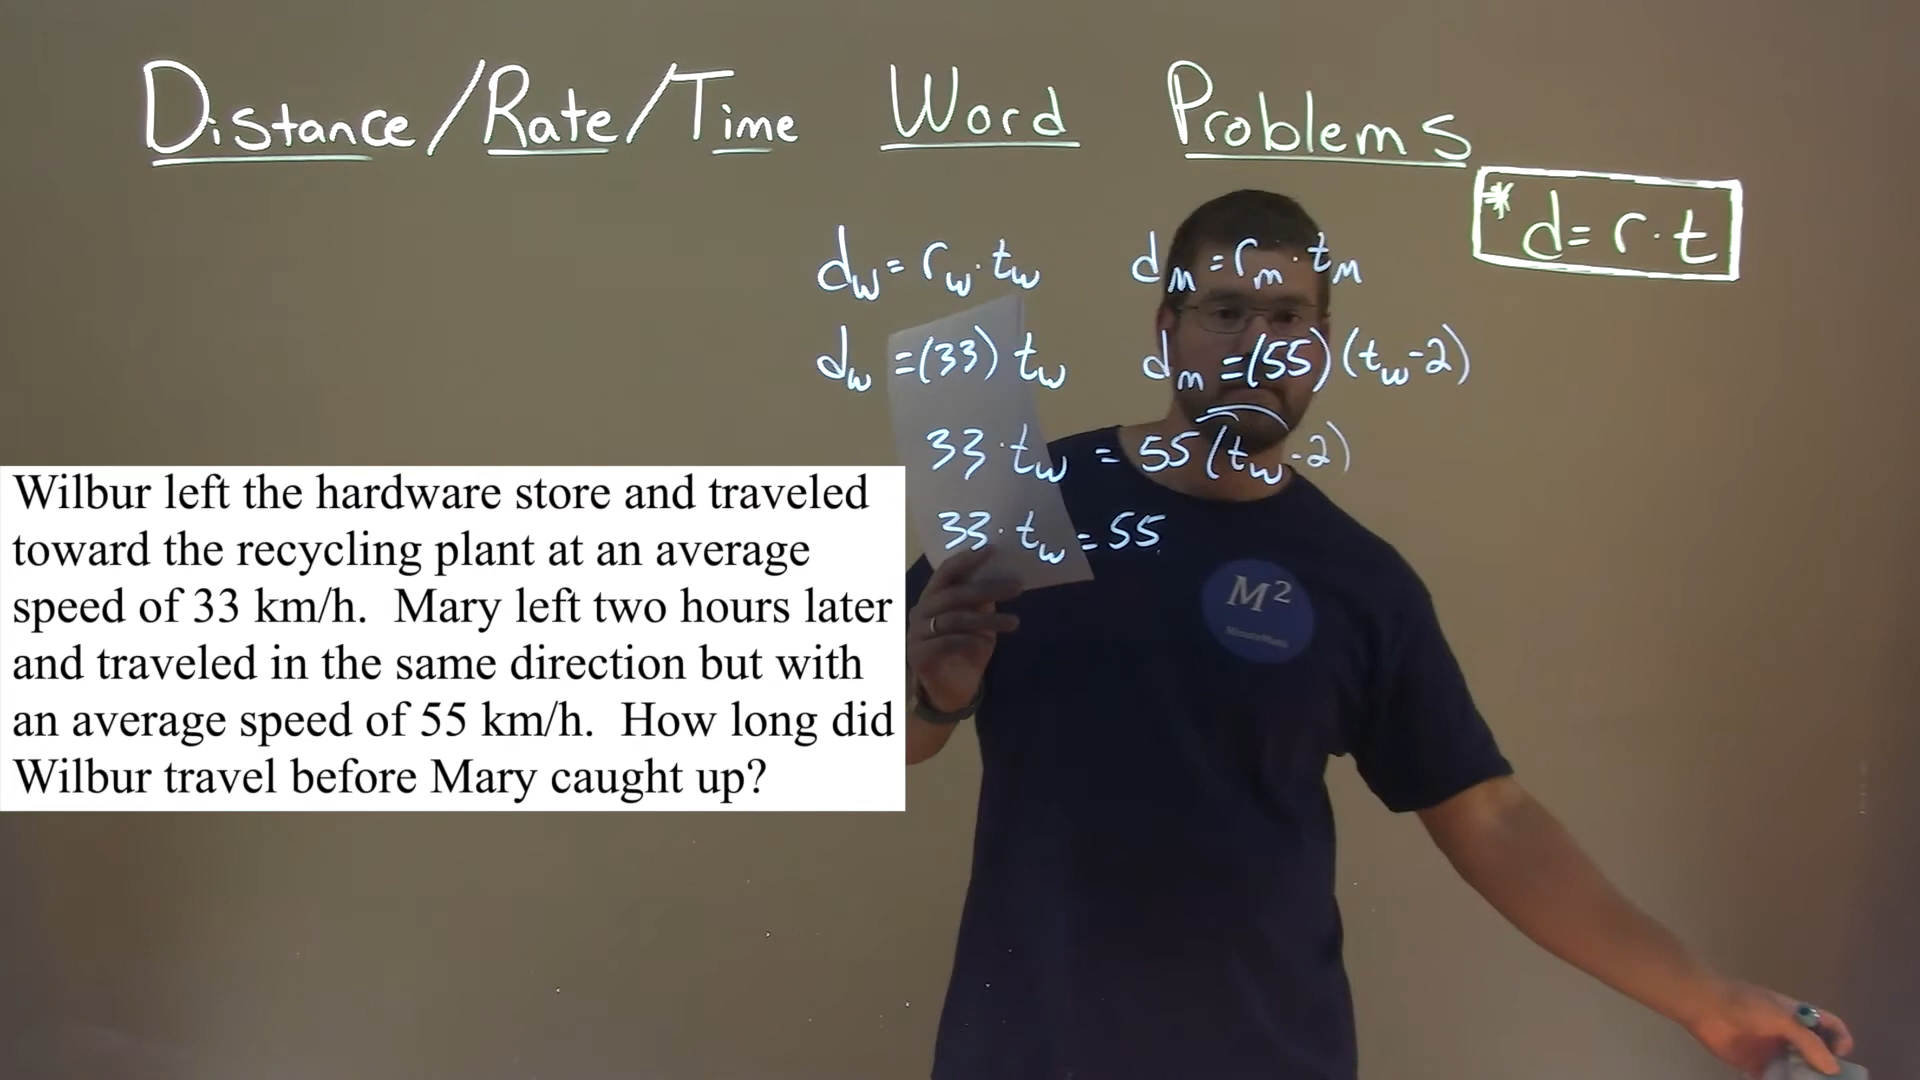 Distance/Rate/Time Word Problems
*d=r·t
d_w=r_w·t_w d_M=r_m·t_M
d_w=(33)t_w d_m=(55)(t_w-2)
33·t_w=55(t_w-2)
33·t_w=55
M²
MinuteMath
Wilbur left the hardware store and traveled
toward the recycling plant at an average
speed of 33 km/h. Mary left two hours later
and traveled in the same direction but with
an average speed of 55 km/h. How long did
Wilbur travel before Mary caught up?